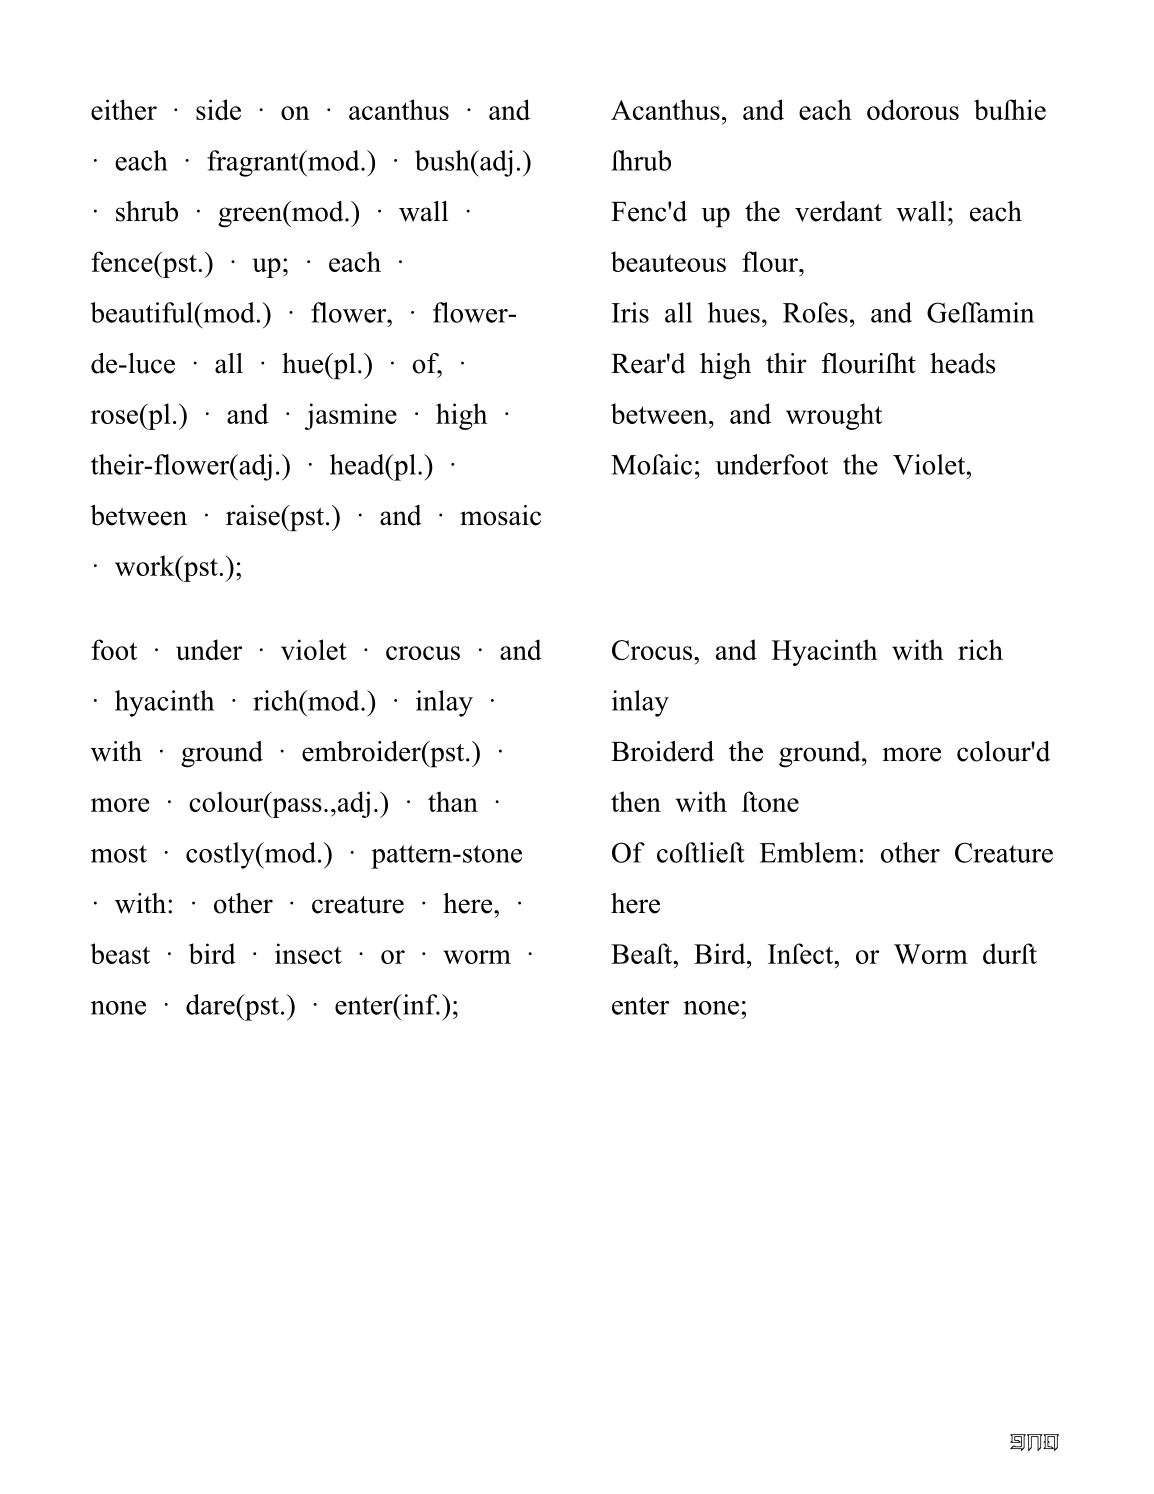 either · side · on · acanthus · and
· each · fragrant(mod.) · bush(adj.)
· shrub · green(mod.) · wall ·
fence(pst.) · up; · each ·
beautiful(mod.) · flower, · flower-
de-luce · all · hue(pl.) · of, ·
rose(pl.) · and · jasmine · high ·
their-flower(adj.) · head(pl.) ·
between · raise(pst.) · and · mosaic
· work(pst.);
Acanthus, and each odorous buſhie
ſhrub
Fenc'd up the verdant wall; each
beauteous flour,
Iris all hues, Roſes, and Geſſamin
Rear'd high thir flouriſht heads
between, and wrought
Moſaic; underfoot the Violet,
foot · under · violet · crocus · and
· hyacinth · rich(mod.) · inlay ·
with · ground · embroider(pst.) ·
more · colour(pass.,adj.) · than ·
most · costly(mod.) · pattern-stone
· with: · other · creature · here, ·
beast · bird · insect · or · worm ·
none · dare(pst.) · enter(inf.);
Crocus, and Hyacinth with rich
inlay
Broiderd the ground, more colour'd
then with ſtone
Of coſtlieſt Emblem: other Creature
here
Beaſt, Bird, Inſect, or Worm durſt
enter none;